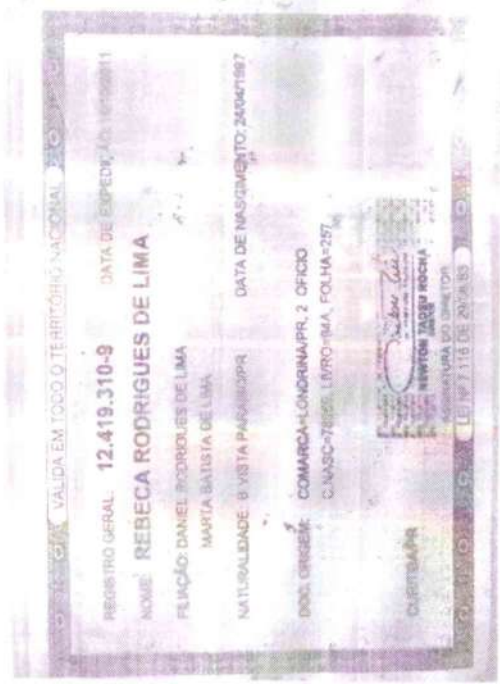 VÁLIDA EM TODO O TERRITÓRIO NACIONAL
REGISTRO GERAL 12.419.310-9 DATA DE EXPEDIÇÃO
NOME REBECA RODRIGUES DE LIMA
FILIAÇÃO: DANIEL RODRIGUES DE LIMA
MARTA BATISTA DE LIMA
NATURALIDADE: B.VISTA PARAISO/PR DATA DE NASCIMENTO: 24/04/1997
DOC. ORIGEM: COMARCA=LONDRINA/PR, 2 OFICIO
LIVRO=94A, FOLHA=257
CURITIBA/PR
NEWTON TADEU ROCHA
ASSINATURA DO DIRETOR
LEI Nº 7.116 DE 29/08/83